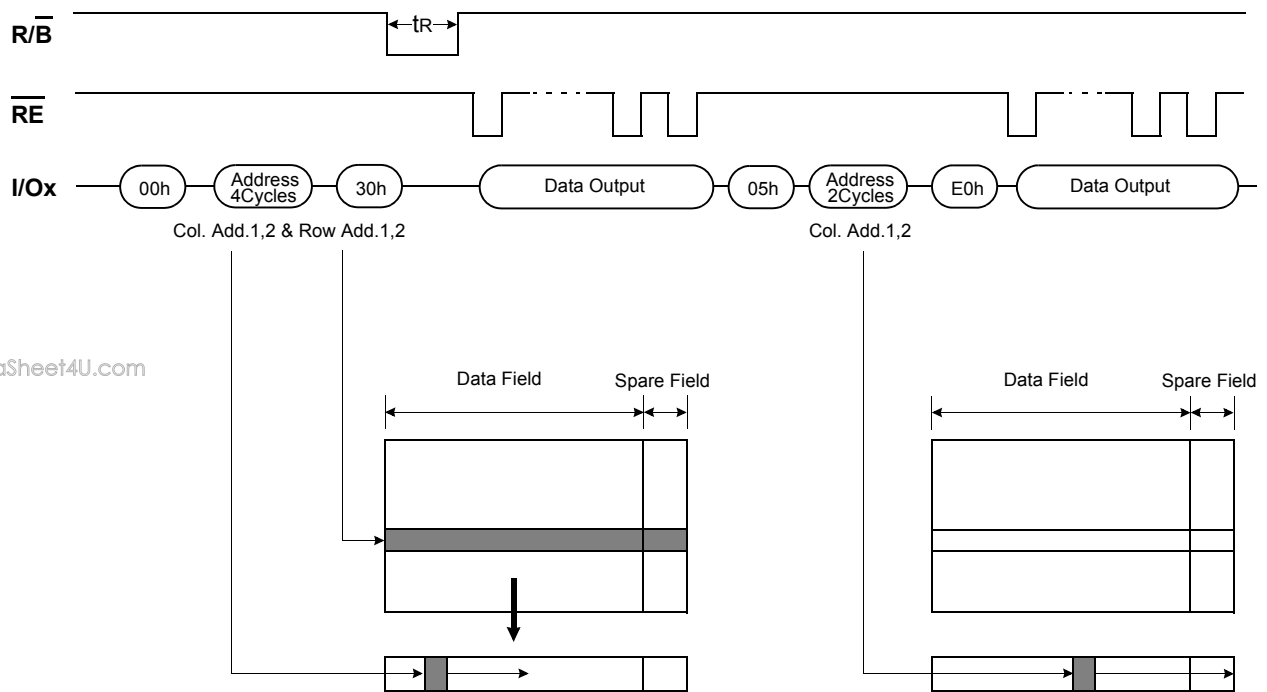 R/B tR
RE
I/Ox 00h Address 4Cycles 30h Data Output 05h Address 2Cycles E0h Data Output
Col. Add.1,2 & Row Add.1,2 Col. Add.1,2
aSheet4U.com
Data Field Spare Field Data Field Spare Field